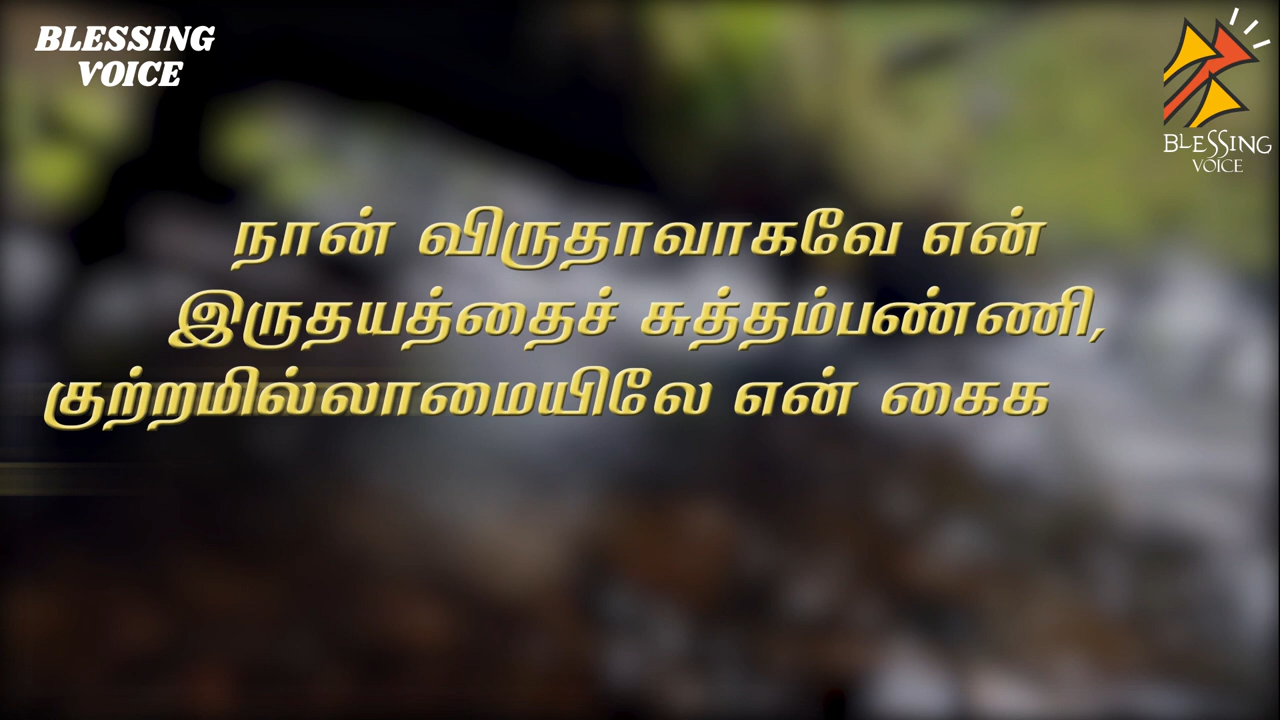 BLESSING
VOICE
BLESSING
VOICE
நான் விருதாவாகவே என்
இருதயத்தைச் சுத்தம்பண்ணி,
குற்றமில்லாமையிலே என் கைக